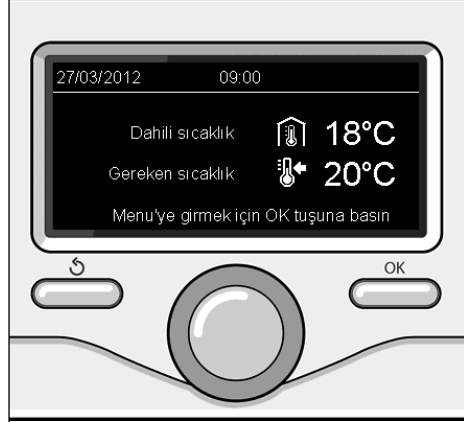 27/03/2012 09:00
Dahili sıcaklık 18°C
Gereken sıcaklık 20°C
Menu'ye girmek için OK tuşuna basın
OK